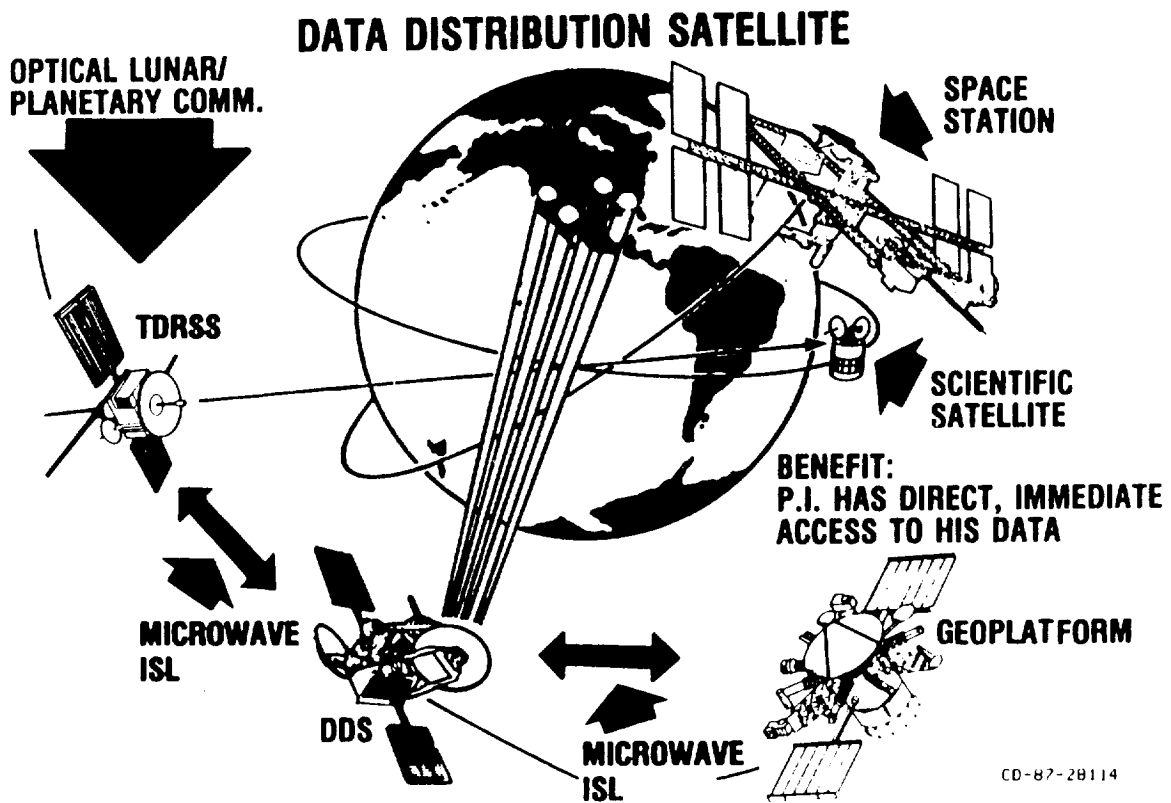 DATA DISTRIBUTION SATELLITE
OPTICAL LUNAR/
PLANETARY COMM.
SPACE
STATION
TDRSS
SCIENTIFIC
SATELLITE
BENEFIT:
P.I. HAS DIRECT, IMMEDIATE
ACCESS TO HIS DATA
MICROWAVE
ISL
GEOPLATFORM
DDS
MICROWAVE
ISL
CD-87-28114